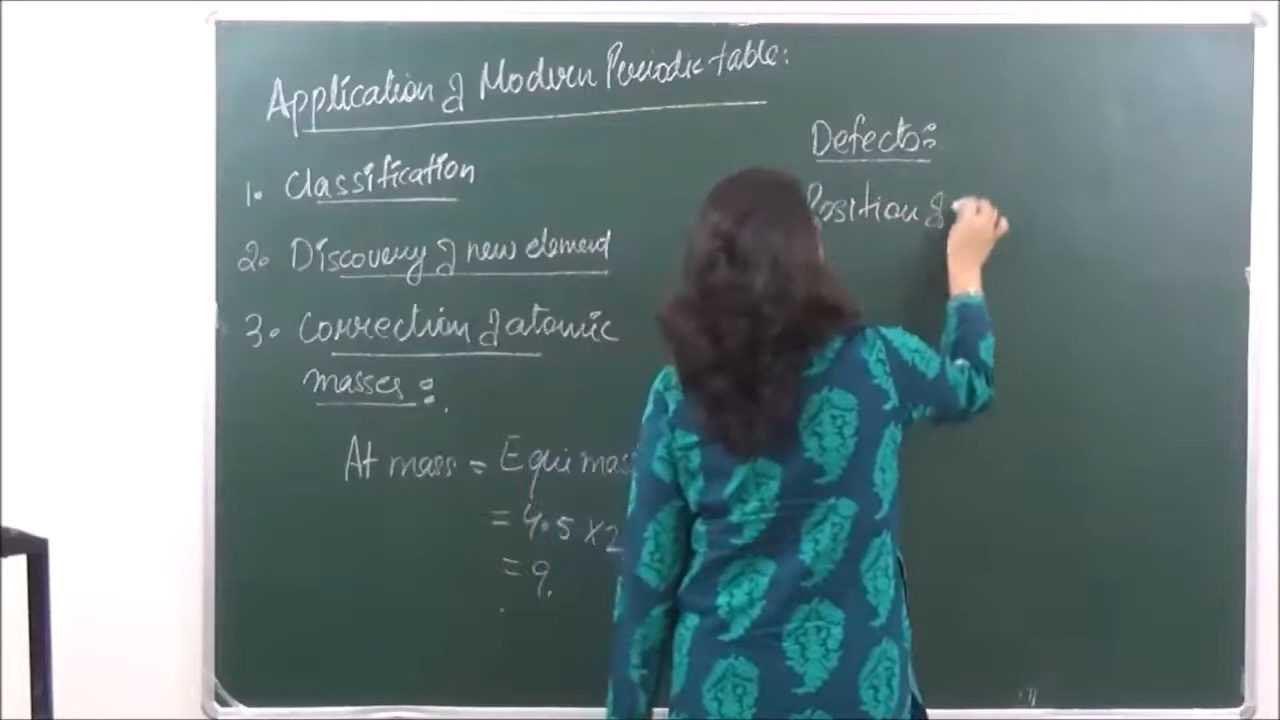 Application of Modern Periodic table:
1. Classification
2. Discovery of new element
3. Correction of atomic
masses:
At mass = Equi mass
= 4.5 x 2
= 9.
Defects:
Position of